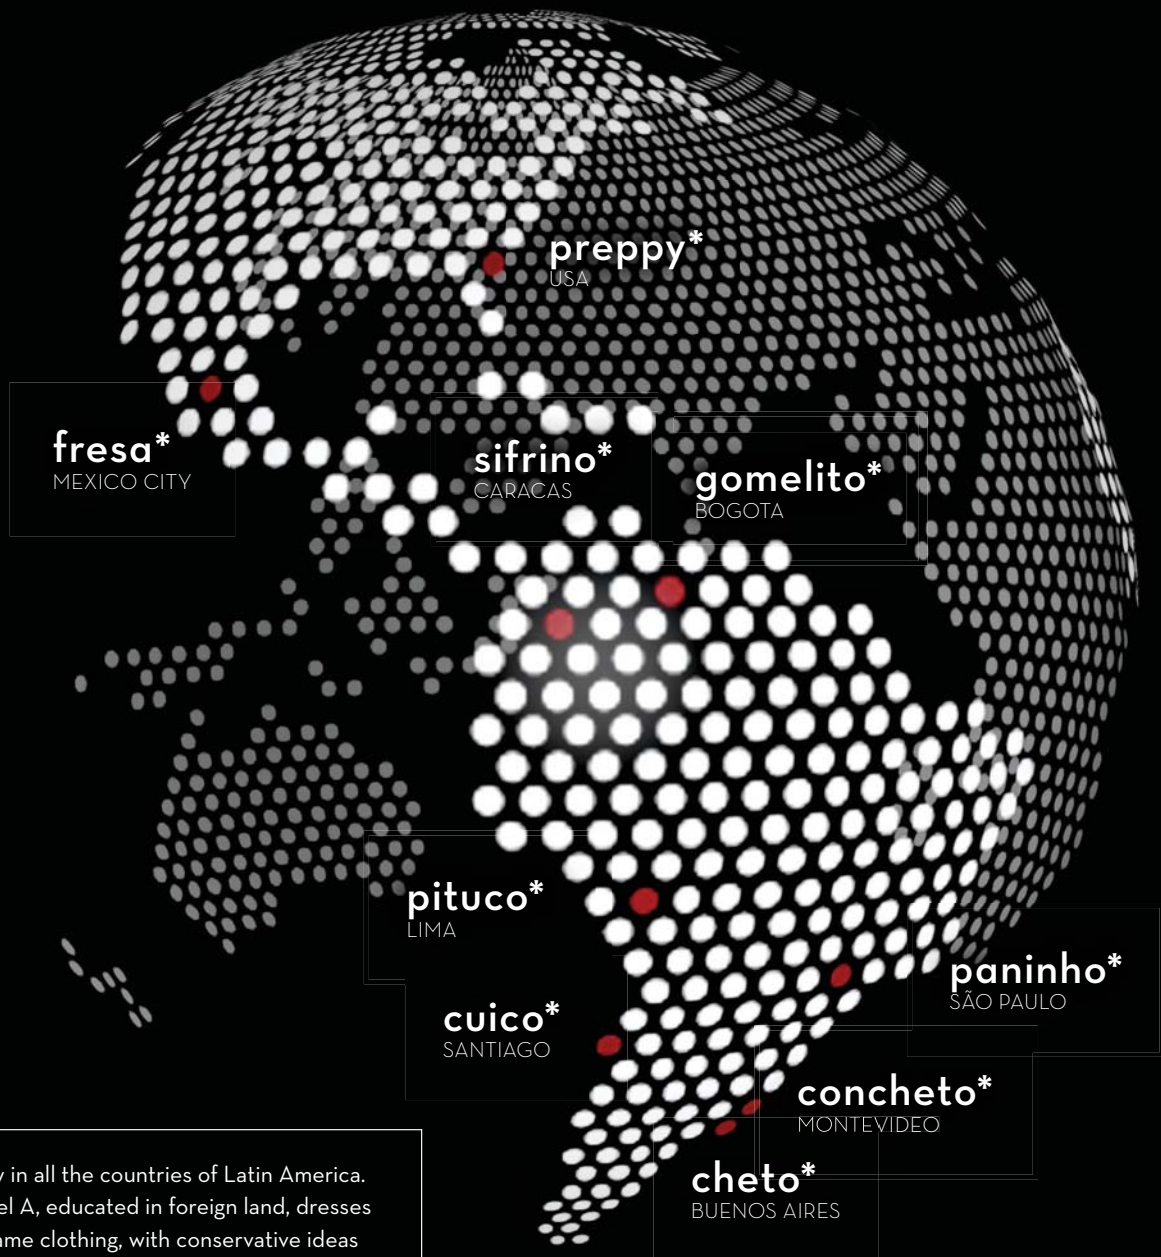 preppy*
USA
fresa*
MEXICO CITY
sifrino*
CARACAS
gomelito*
BOGOTA
pituco*
LIMA
paninho*
SÃO PAULO
cuico*
SANTIAGO
concheto*
MONTEVIDEO
cheto*
BUENOS AIRES
in all the countries of Latin America.
A, educated in foreign land, dresses
clothing, with conservative ideas